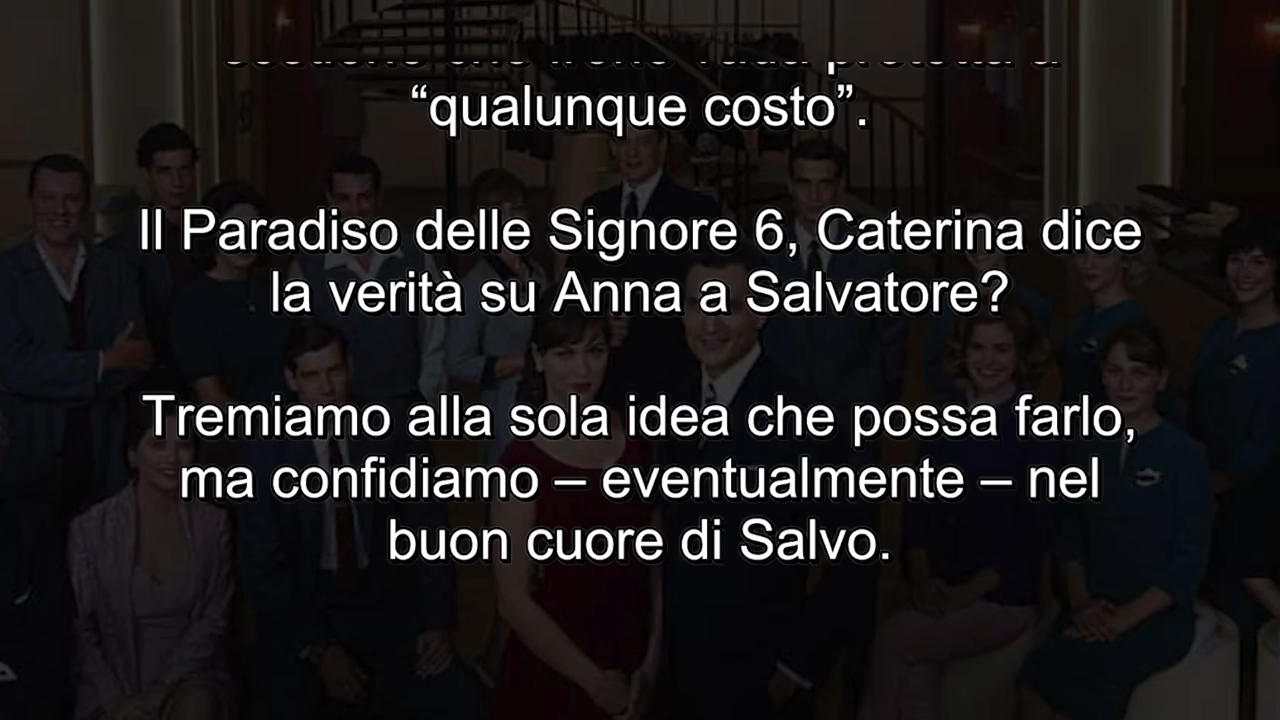 “qualunque costo”.
Il Paradiso delle Signore 6, Caterina dice
la verità su Anna a Salvatore?
Tremiamo alla sola idea che possa farlo,
ma confidiamo – eventualmente – nel
buon cuore di Salvo.